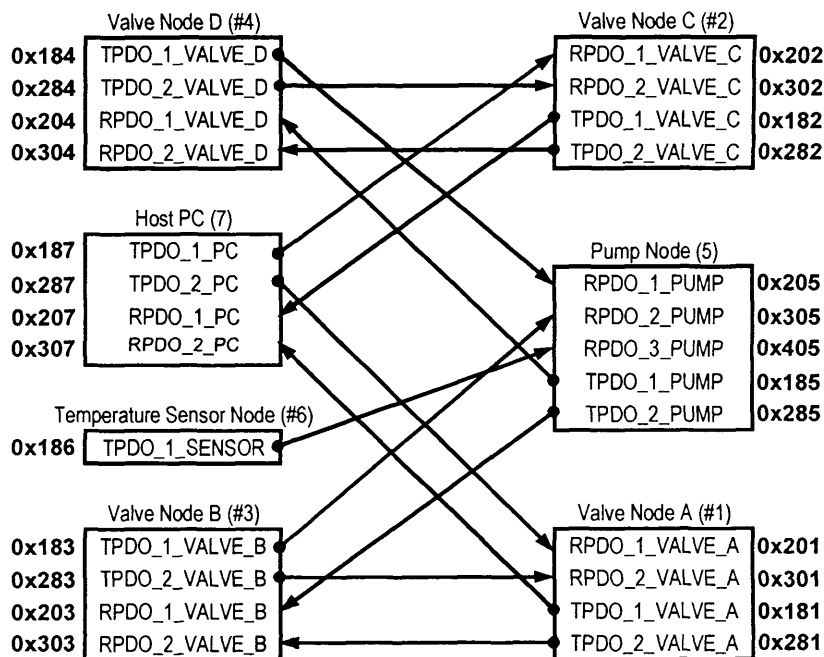 Valve Node D (#4)
0x184 TPDO_1_VALVE_D
0x284 TPDO_2_VALVE_D
0x204 RPDO_1_VALVE_D
0x304 RPDO_2_VALVE_D
Valve Node C (#2)
RPDO_1_VALVE_C 0x202
RPDO_2_VALVE_C 0x302
TPDO_1_VALVE_C 0x182
TPDO_2_VALVE_C 0x282
Host PC (7)
0x187 TPDO_1_PC
0x287 TPDO_2_PC
0x207 RPDO_1_PC
0x307 RPDO_2_PC
Pump Node (5)
RPDO_1_PUMP 0x205
RPDO_2_PUMP 0x305
RPDO_3_PUMP 0x405
TPDO_1_PUMP 0x185
TPDO_2_PUMP 0x285
Temperature Sensor Node (#6)
0x186 TPDO_1_SENSOR
Valve Node B (#3)
0x183 TPDO_1_VALVE_B
0x283 TPDO_2_VALVE_B
0x203 RPDO_1_VALVE_B
0x303 RPDO_2_VALVE_B
Valve Node A (#1)
RPDO_1_VALVE_A 0x201
RPDO_2_VALVE_A 0x301
TPDO_1_VALVE_A 0x181
TPDO_2_VALVE_A 0x281